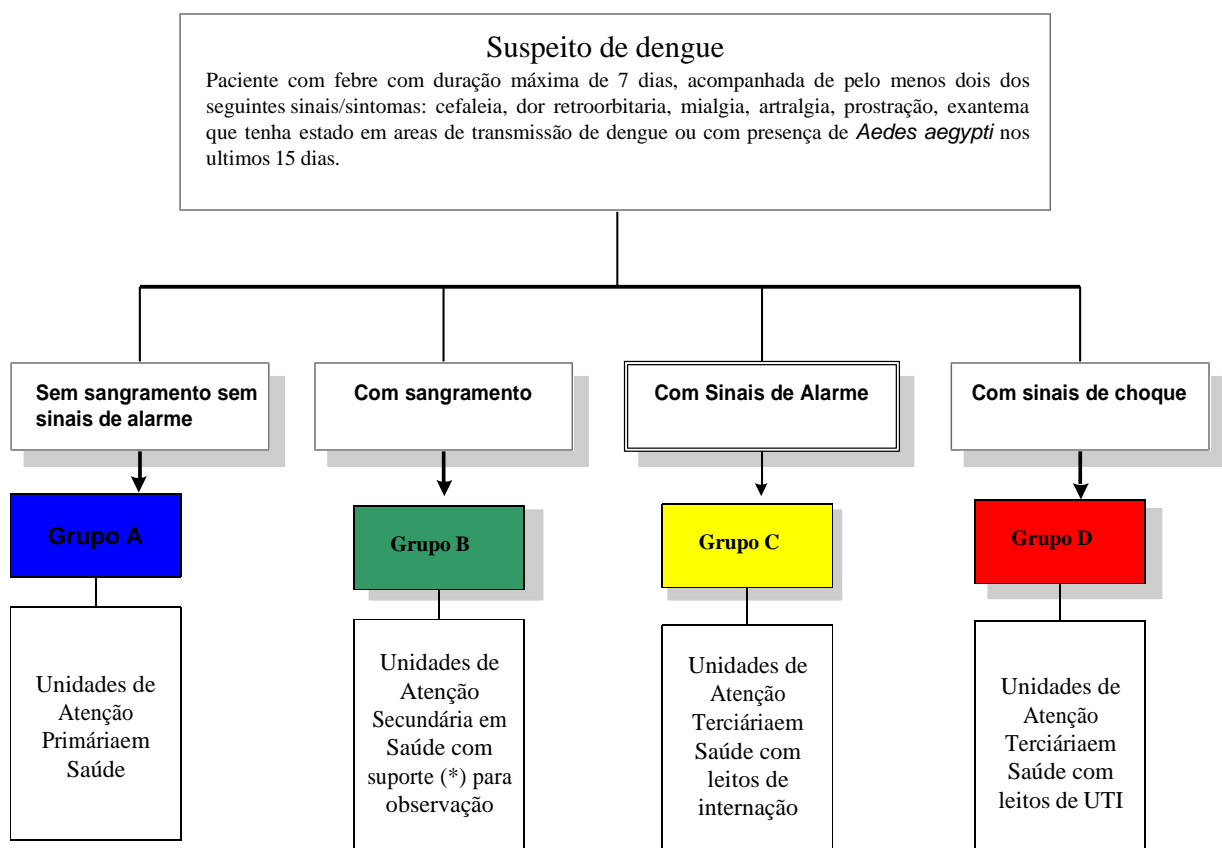 Suspeito de dengue
Paciente com febre com duração máxima de 7 dias, acompanhada de pelo menos dois dos
seguintes sinais/sintomas: cefaleia, dor retroorbitaria, mialgia, artralgia, prostração, exantema
que tenha estado em areas de transmissão de dengue ou com presença de Aedes aegypti nos
ultimos 15 dias.
Sem sangramento sem
sinais de alarme
Com sangramento
Com Sinais de Alarme
Com sinais de choque
Grupo A
Grupo B
Grupo C
Grupo D
Unidades de
Atenção
Primáriaem
Saúde
Unidades de
Atenção
Secundária em
Saúde com
suporte (*) para
observação
Unidades de
Atenção
Terciáriaem
Saúde com
leitos de
internação
Unidades de
Atenção
Terciáriaem
Saúde com
leitos de UTI